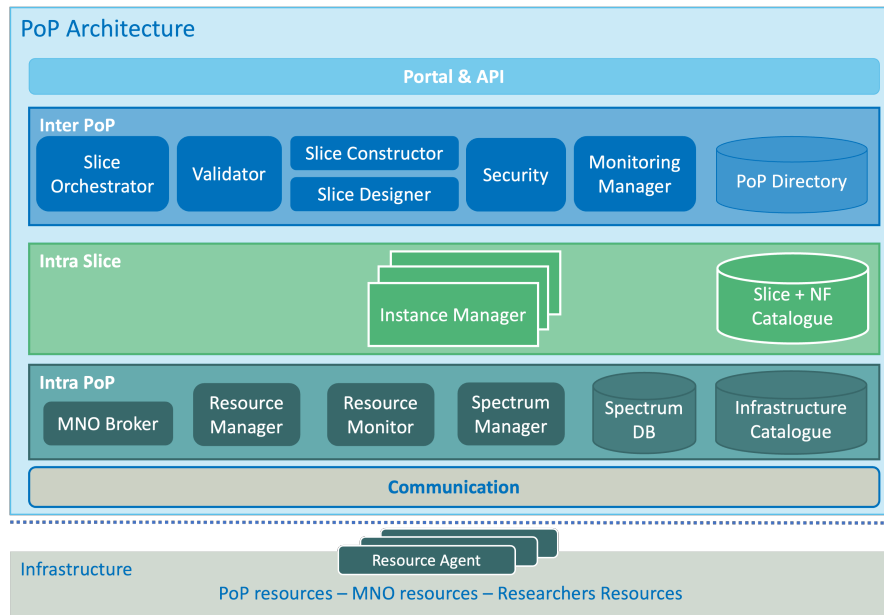 PoP Architecture
Portal & API
Inter PoP
Slice
Orchestrator
Validator
Slice Constructor
Slice Designer
Security
Monitoring
Manager
PoP Directory
Intra Slice
Instance Manager
Slice + NF
Catalogue
Intra PoP
MNO Broker
Resource
Manager
Resource
Monitor
Spectrum
Manager
Spectrum
DB
Infrastructure
Catalogue
Communication
Resource Agent
Infrastructure
PoP resources – MNO resources – Researchers Resources